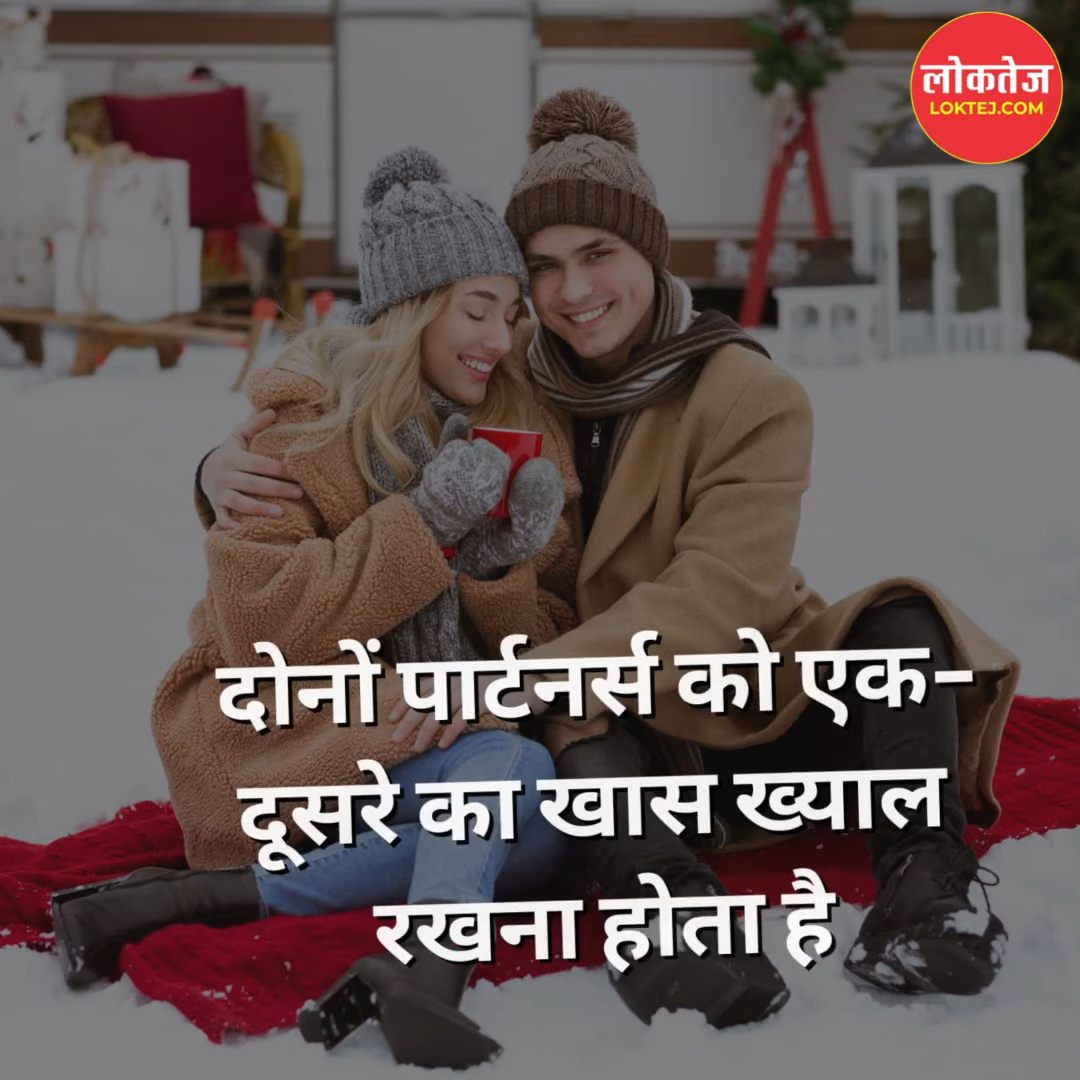 लोकतेज
LOKTEJ.COM
दोनों पार्टनर्स को एक-
दूसरे का खास ख्याल
रखना होता है